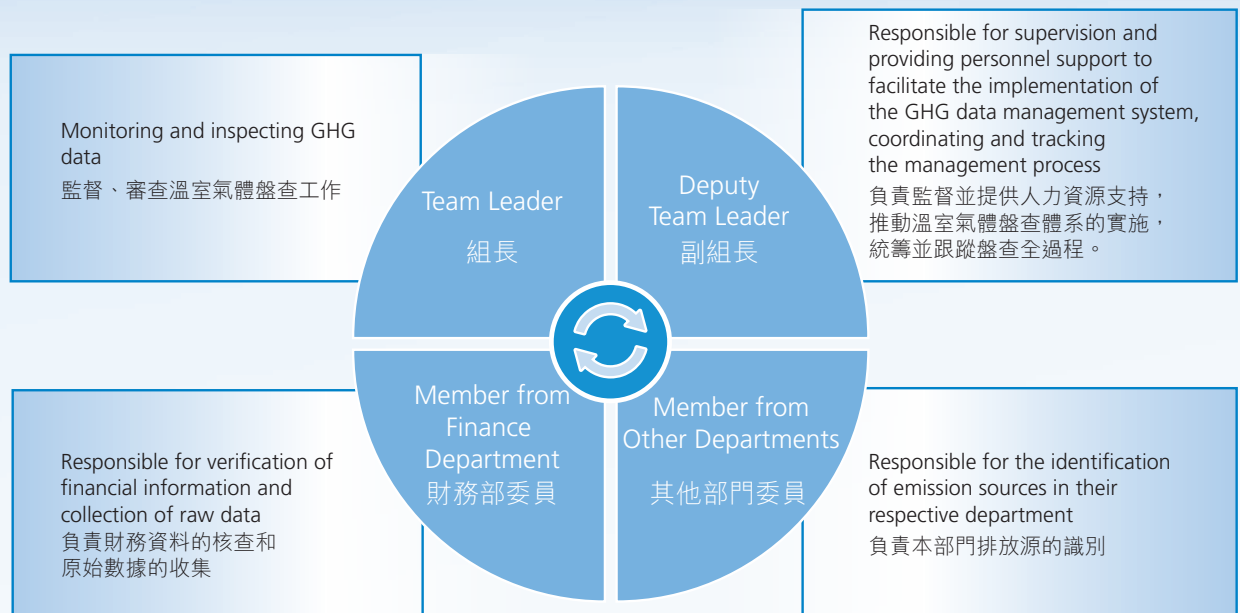 Monitoring and inspecting GHG
data
監督、審查溫室氣體盤查工作
Team Leader
組長
Deputy
Team Leader
副組長
Responsible for supervision and
providing personnel support to
facilitate the implementation of
the GHG data management system,
coordinating and tracking
the management process
負責監督並提供人力資源支持，
推動溫室氣體盤查體系的實施，
統籌並跟蹤盤查全過程。
Responsible for verification of
financial information and
collection of raw data
負責財務資料的核查和
原始數據的收集
Member from
Finance
Department
財務部委員
Member from
Other Departments
其他部門委員
Responsible for the identification
of emission sources in their
respective department
負責本部門排放源的識別